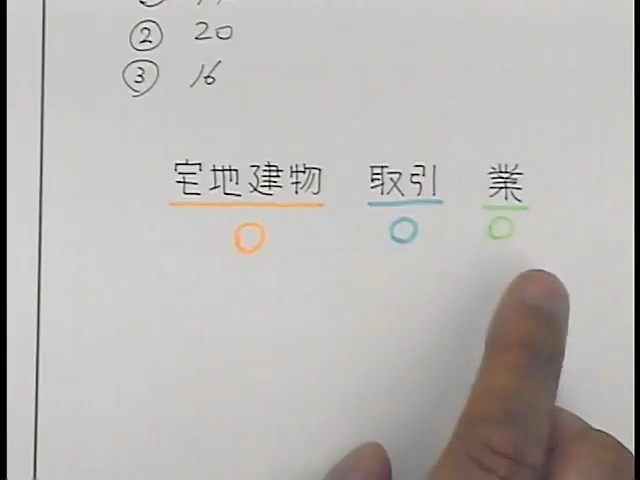 ② 20
③ 16
宅地建物 取引 業
○ ○ ○